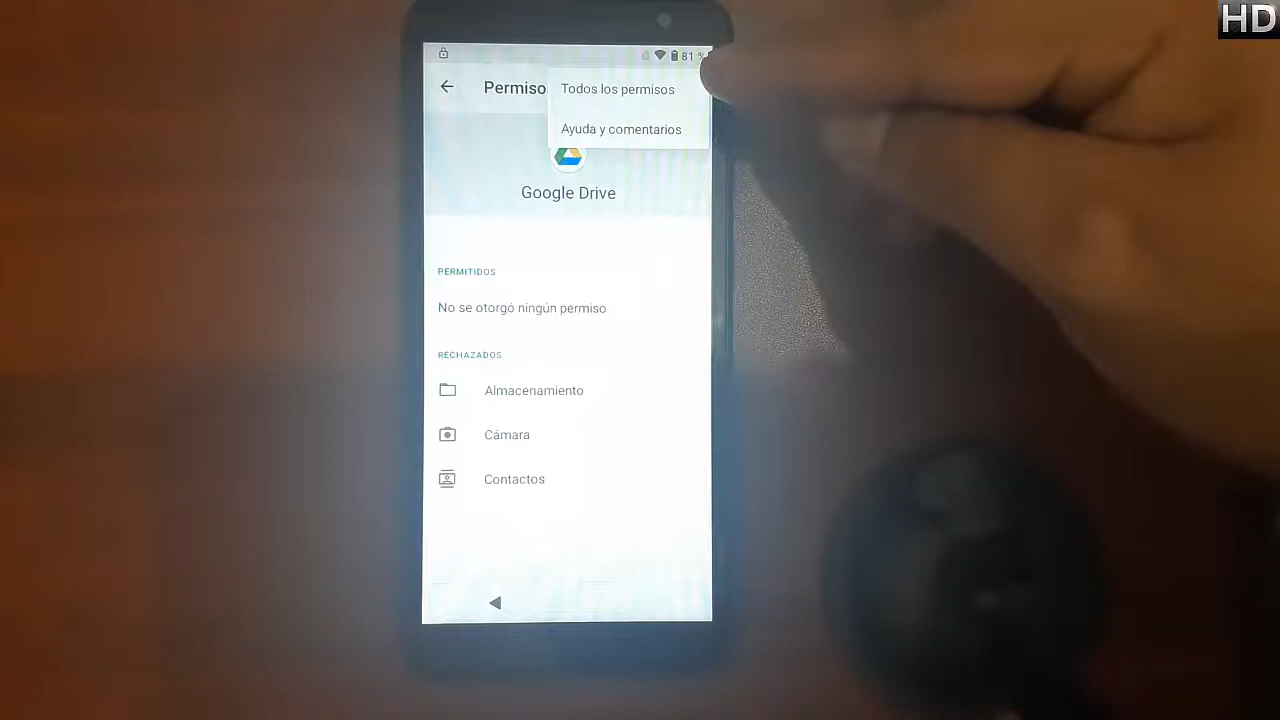 HD
81 %
Permiso
Todos los permisos
Ayuda y comentarios
Google Drive
PERMITIDOS
No se otorgó ningún permiso
RECHAZADOS
Almacenamiento
Cámara
Contactos